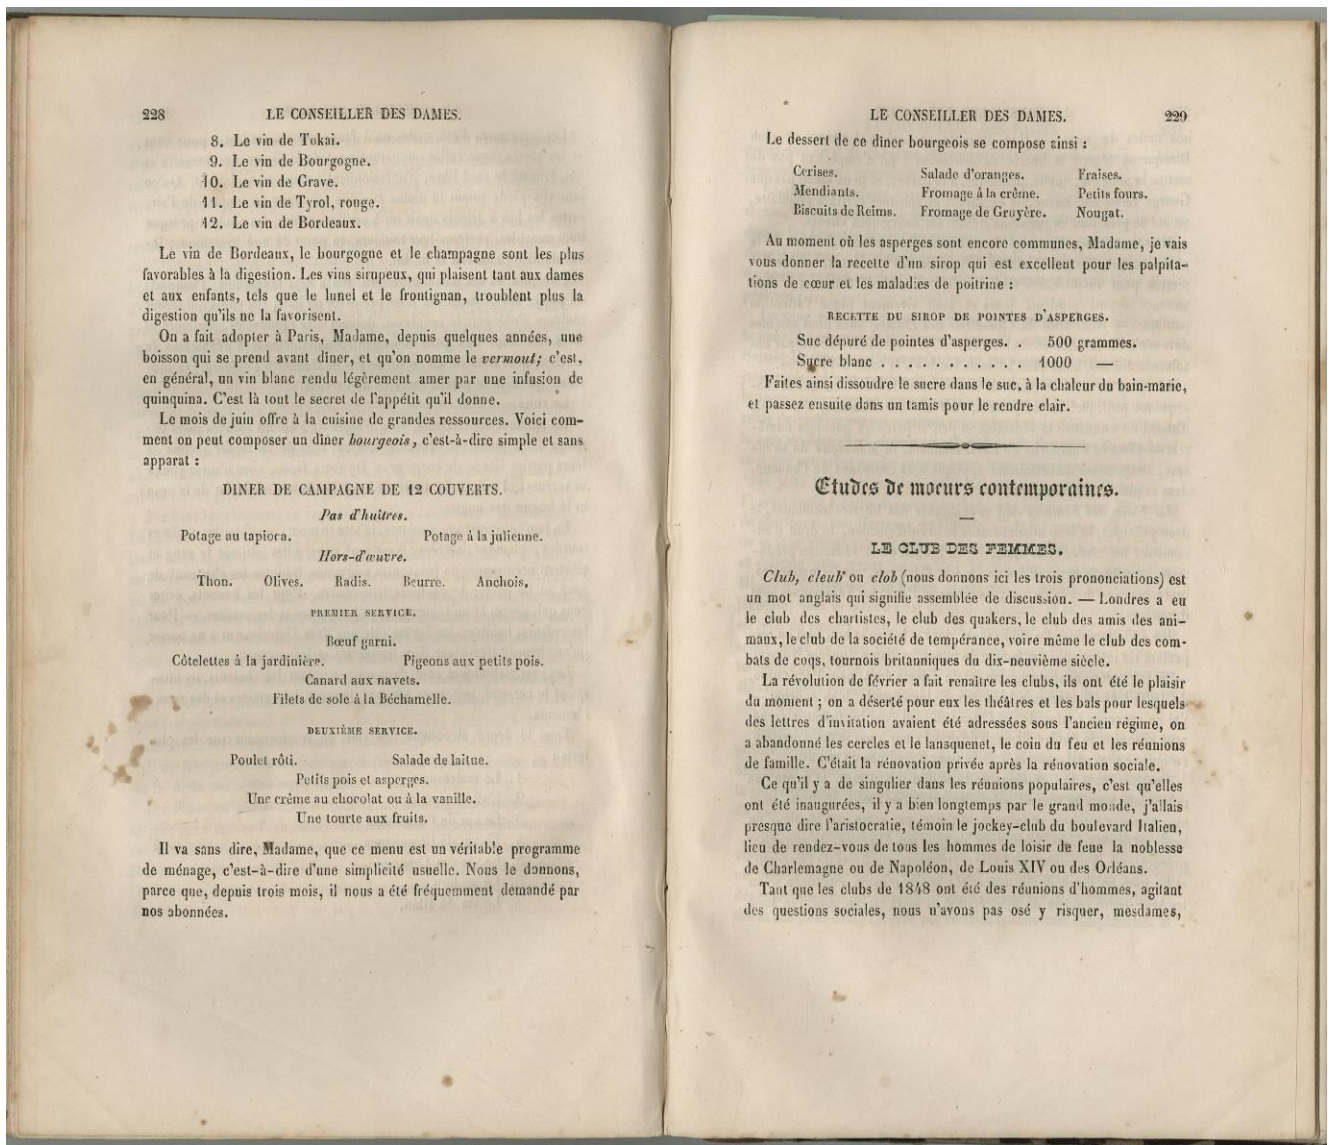 228 LE CONSEILLER DES DAMES.
8. Le vin de Tokai.
9. Le vin de Bourgogne.
10. Le vin de Grave.
11. Le vin de Tyrol, rouge.
12. Le vin de Bordeaux.
Le vin de Bordeaux, le bourgogne et le champagne sont les plus
favorables à la digestion. Les vins sirupeux, qui plaisent tant aux dames
et aux enfants, tels que le lunel et le frontignan, troublent plus la
digestion qu'ils ne la favorisent.
On a fait adopter à Paris, Madame, depuis quelques années, une
boisson qui se prend avant dîner, et qu'on nomme le vermout; c'est,
en général, un vin blanc rendu légèrement amer par une infusion de
quinquina. C'est là tout le secret de l'appétit qu'il donne.
Le mois de juin offre à la cuisine de grandes ressources. Voici com-
ment on peut composer un dîner bourgeois, c'est-à-dire simple et sans
apparat :
DINER DE CAMPAGNE DE 12 COUVERTS.
Pas d'huîtres.
Potage au tapioca. Potage à la julienne.
Hors-d'œuvre.
Thon. Olives. Radis. Beurre. Anchois.
PREMIER SERVICE.
Bœuf garni.
Côtelettes à la jardinière. Pigeons aux petits pois.
Canard aux navets.
Filets de sole à la Béchamelle.
DEUXIÈME SERVICE.
Poulet rôti. Salade de laitue.
Petits pois et asperges.
Une crème au chocolat ou à la vanille.
Une tourte aux fruits.
Il va sans dire, Madame, que ce menu est un véritable programme
de ménage, c'est-à-dire d'une simplicité usuelle. Nous le donnons,
parce que, depuis trois mois, il nous a été fréquemment demandé par
nos abonnées.
LE CONSEILLER DES DAMES. 229
Le dessert de ce dîner bourgeois se compose ainsi :
Cerises. Salade d'oranges. Fraises.
Mendiants. Fromage à la crême. Petits fours.
Biscuits de Reims. Fromage de Gruyère. Nougat.
Au moment où les asperges sont encore communes, Madame, je vais
vous donner la recette d'un sirop qui est excellent pour les palpita-
tions de cœur et les maladies de poitrine :
RECETTE DU SIROP DE POINTES D'ASPERGES.
Suc dépuré de pointes d'asperges. . 500 grammes.
Sucre blanc . . . . . . . . . . . 1000 —
Faites ainsi dissoudre le sucre dans le suc, à la chaleur du bain-marie,
et passez ensuite dans un tamis pour le rendre clair.
Etudes de moeurs contemporaines.
—
LE CLUB DES FEMMES.
Club, cleub ou clob (nous donnons ici les trois prononciations) est
un mot anglais qui signifie assemblée de discussion. — Londres a eu
le club des chartistes, le club des quakers, le club des amis des ani-
maux, le club de la société de tempérance, voire même le club des com-
bats de coqs, tournois britanniques du dix-neuvième siècle.
La révolution de février a fait renaître les clubs, ils ont été le plaisir
du moment ; on a déserté pour eux les théâtres et les bals pour lesquels
des lettres d'invitation avaient été adressées sous l'ancien régime, on
a abandonné les cercles et le lansquenet, le coin du feu et les réunions
de famille. C'était la rénovation privée après la rénovation sociale.
Ce qu'il y a de singulier dans les réunions populaires, c'est qu'elles
ont été inaugurées, il y a bien longtemps par le grand monde, j'allais
presque dire l'aristocratie, témoin le jockey-club du boulevard Italien,
lieu de rendez-vous de tous les hommes de loisir de feue la noblesse
de Charlemagne ou de Napoléon, de Louis XIV ou des Orléans.
Tant que les clubs de 1848 ont été des réunions d'hommes, agitant
des questions sociales, nous n'avons pas osé y risquer, mesdames,